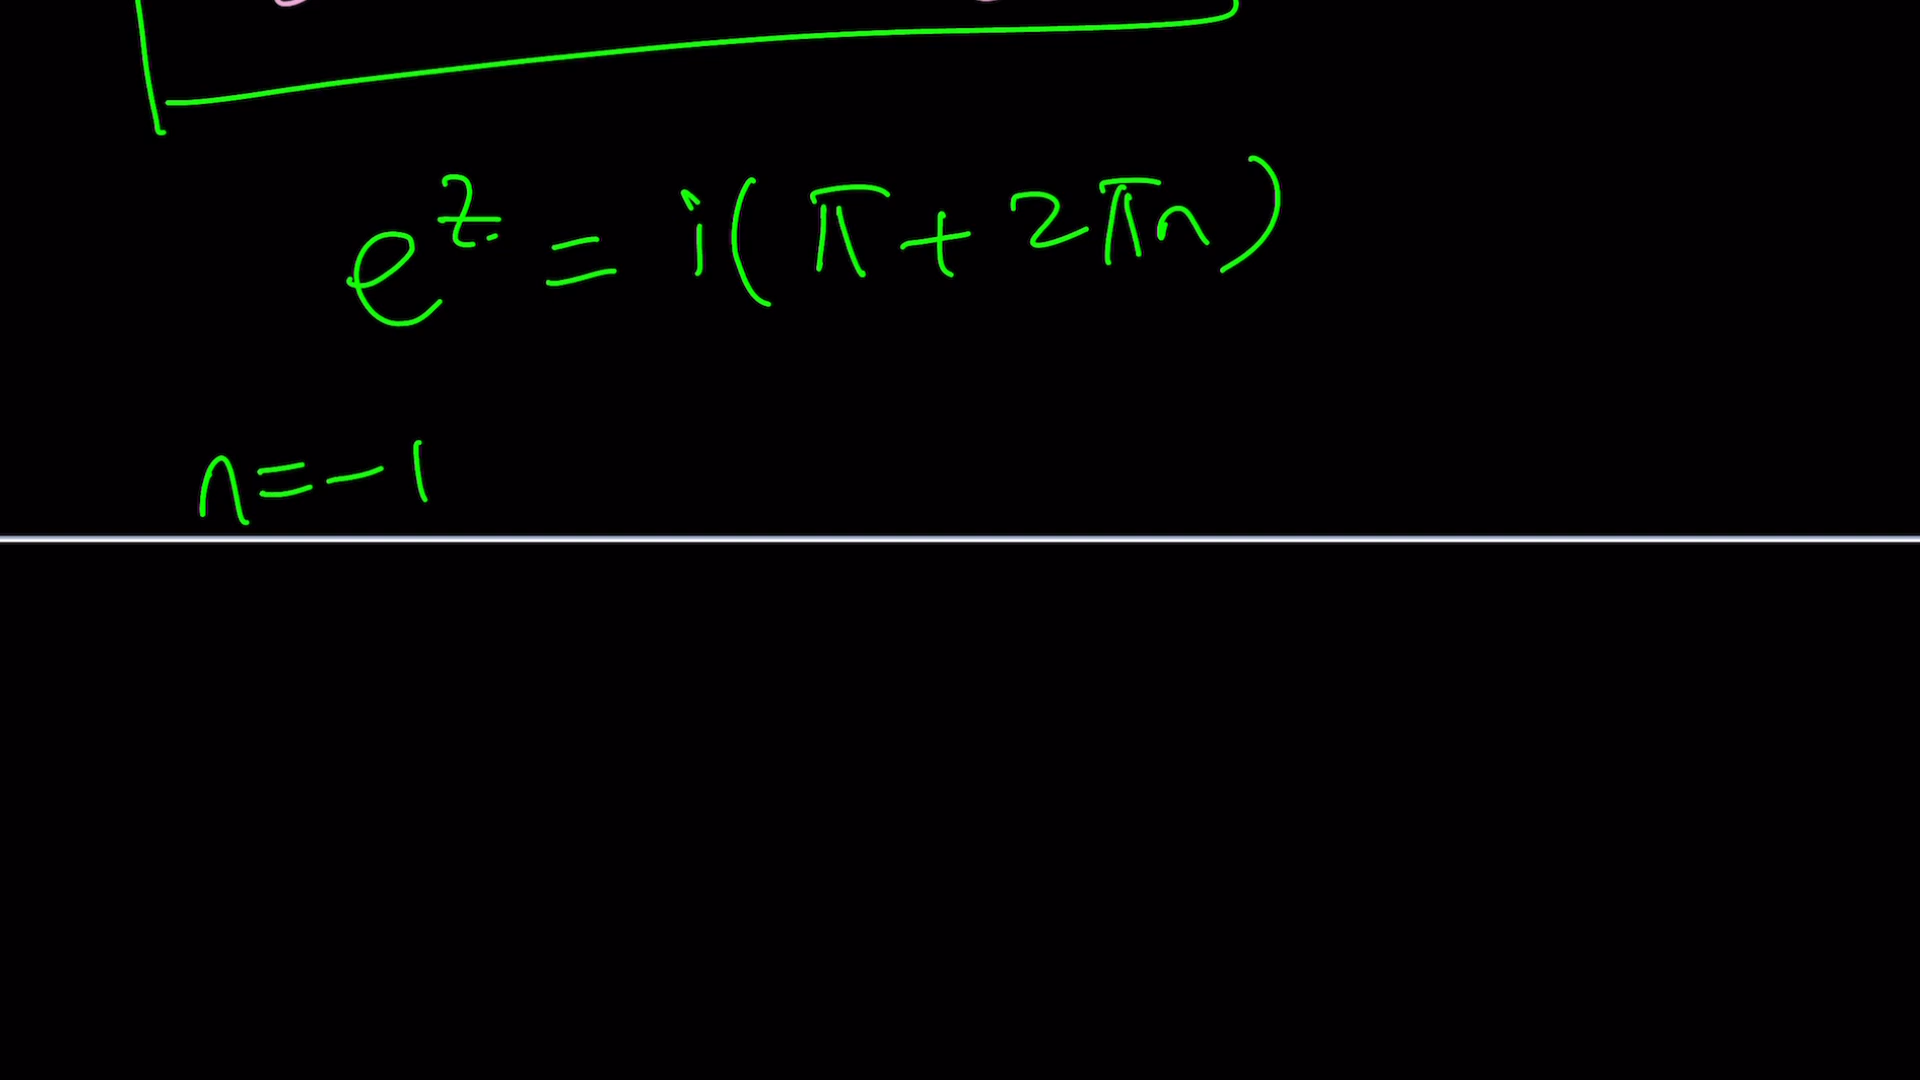 e^z = i(π + 2πn)
n = -1